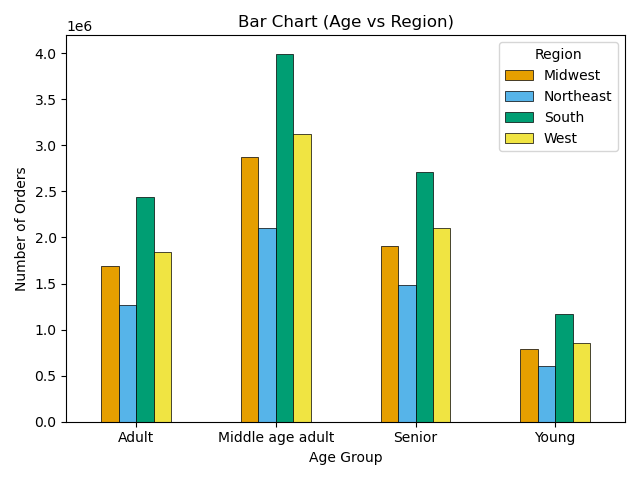 Bar Chart (Age vs Region)
1e6
4.0
3.5
3.0
2.5
2.0
1.5
1.0
0.5
0.0
Number of Orders
Region
Midwest
Northeast
South
West
Adult
Middle age adult
Senior
Young
Age Group